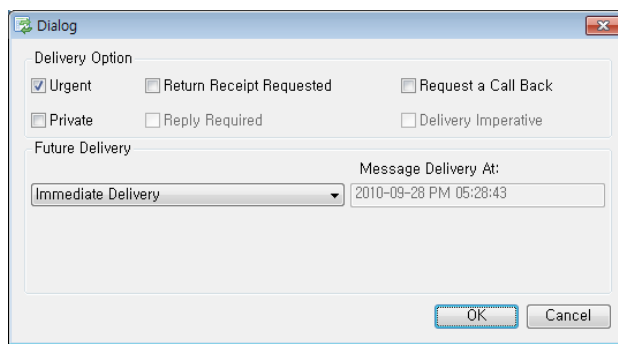 Dialog
Delivery Option
Urgent Return Receipt Requested Request a Call Back
Private Reply Required Delivery Imperative
Future Delivery
Message Delivery At:
Immediate Delivery 2010-09-28 PM 05:28:43
OK Cancel